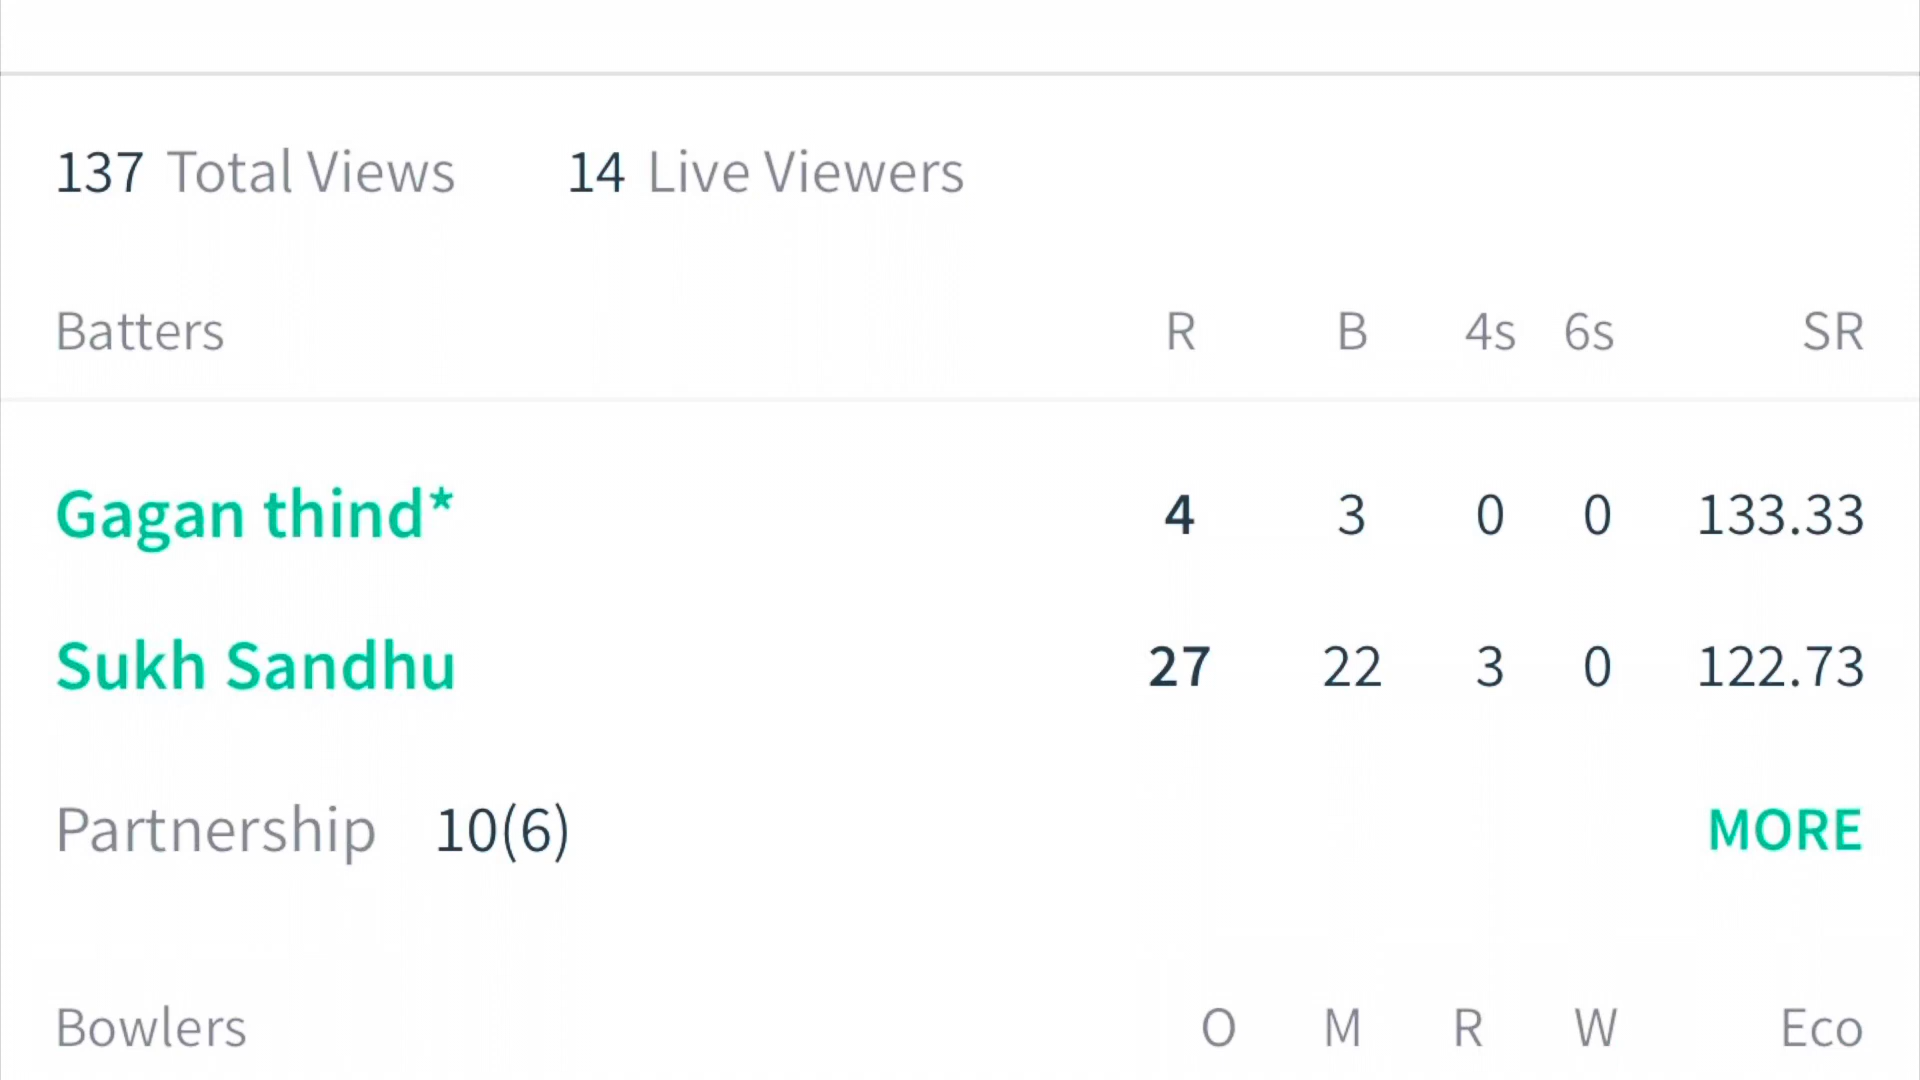 137 Total Views 14 Live Viewers
Batters R B 4s 6s SR
Gagan thind* 4 3 0 0 133.33
Sukh Sandhu 27 22 3 0 122.73
Partnership 10(6) MORE
Bowlers O M R W Eco